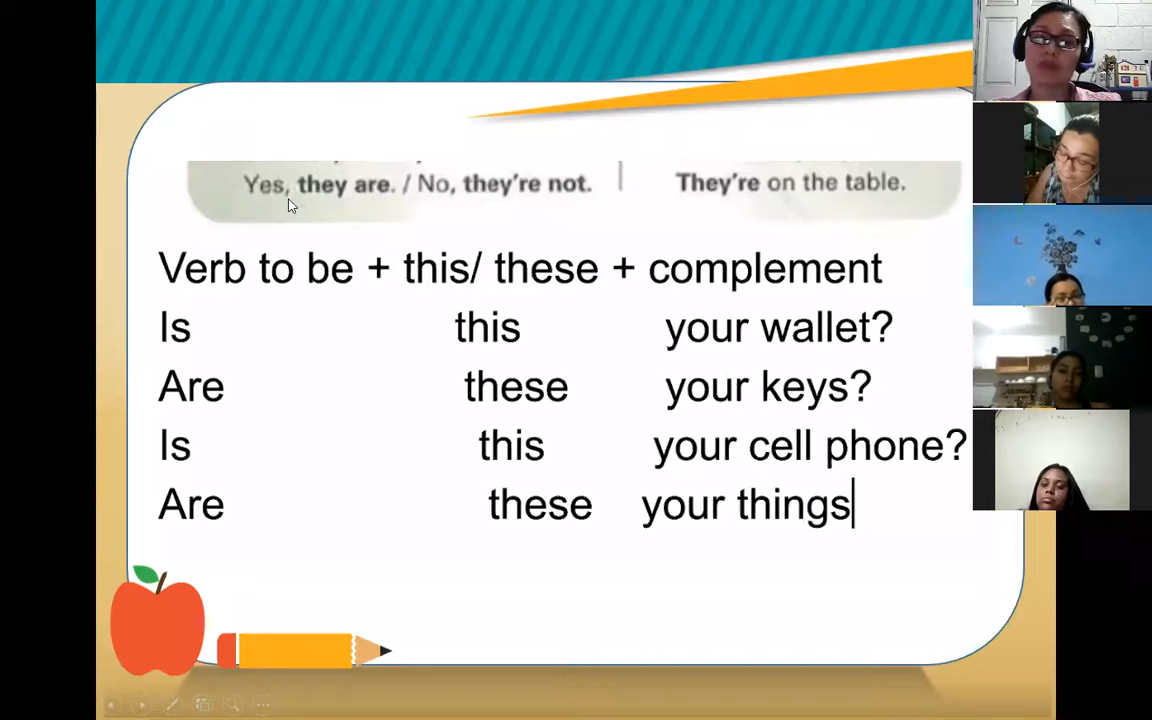 Yes, they are. / No, they're not. | They're on the table.
Verb to be + this/ these + complement
Is this your wallet?
Are these your keys?
Is this your cell phone?
Are these your things